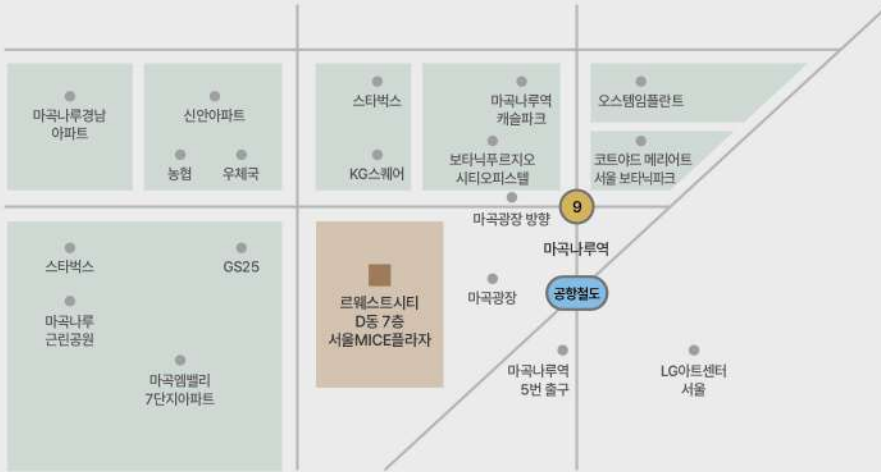 마곡나루경남
아파트
신안아파트
농협
우체국
스타벅스
KG스퀘어
마곡나루역
캐슬파크
보타닉푸르지오
시티오피스텔
오스템임플란트
코트야드 메리어트
서울 보타닉파크
9
마곡광장 방향
마곡나루역
공항철도
스타벅스
GS25
마곡나루
근린공원
마곡엠밸리
7단지아파트
르웨스트시티
D동 7층
서울MICE플라자
마곡광장
마곡나루역
5번 출구
LG아트센터
서울